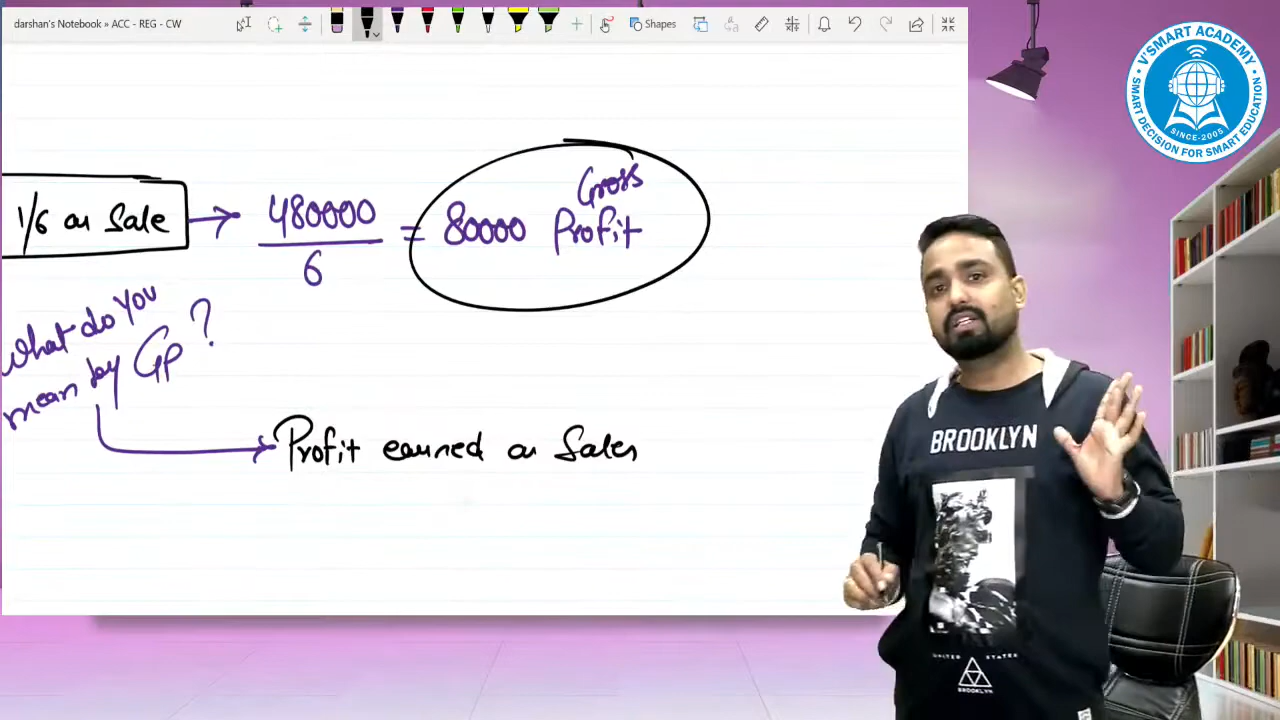 darshan's Notebook » ACC - REG - CW
Shapes
V'SMART ACADEMY
SMART DECISION FOR SMART EDUCATION
SINCE-2005
1/6 on Sale → 480000 / 6 = 80000 Gross Profit
What do you
mean by GP ?
Profit earned on Sales
BROOKLYN
UNITED STATES
BROOKLYN